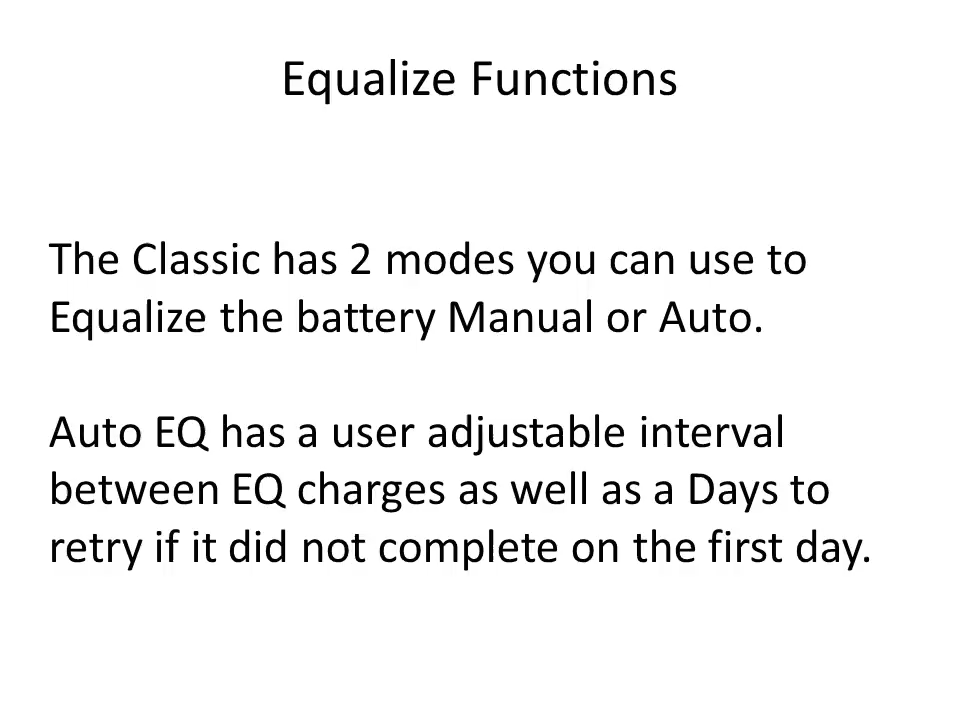 Equalize Functions
The Classic has 2 modes you can use to
Equalize the battery Manual or Auto.
Auto EQ has a user adjustable interval
between EQ charges as well as a Days to
retry if it did not complete on the first day.